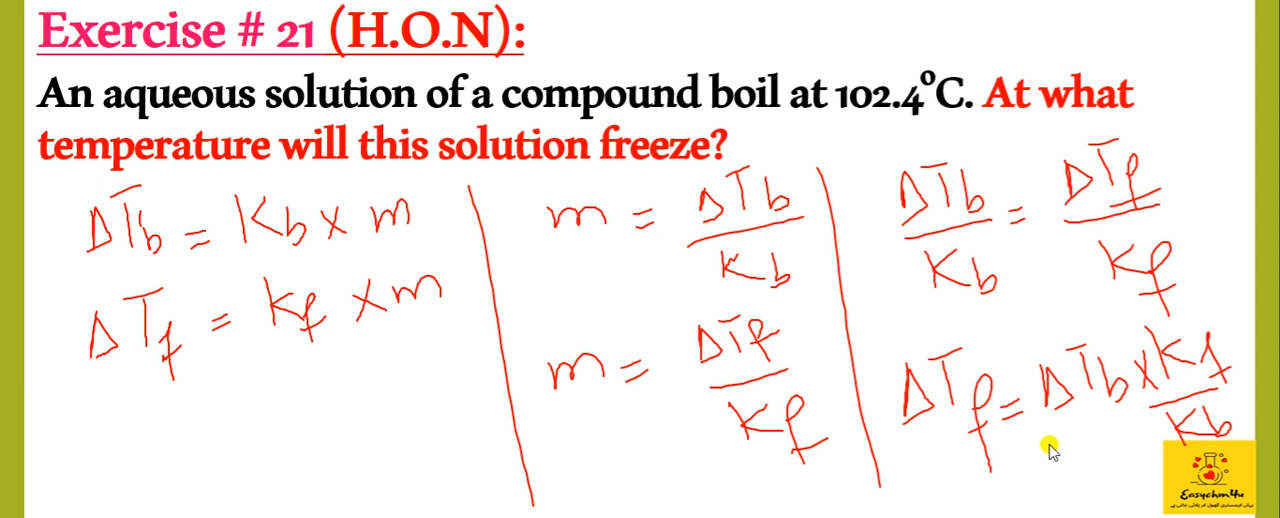 Exercise # 21 (H.O.N):
An aqueous solution of a compound boil at 102.4°C. At what
temperature will this solution freeze?
ΔTb = Kb x m
ΔTf = Kf x m
m = ΔTb / Kb
m = ΔTf / Kf
ΔTb / Kb = ΔTf / Kf
ΔTf = ΔTb x Kf / Kb
Easychm4u